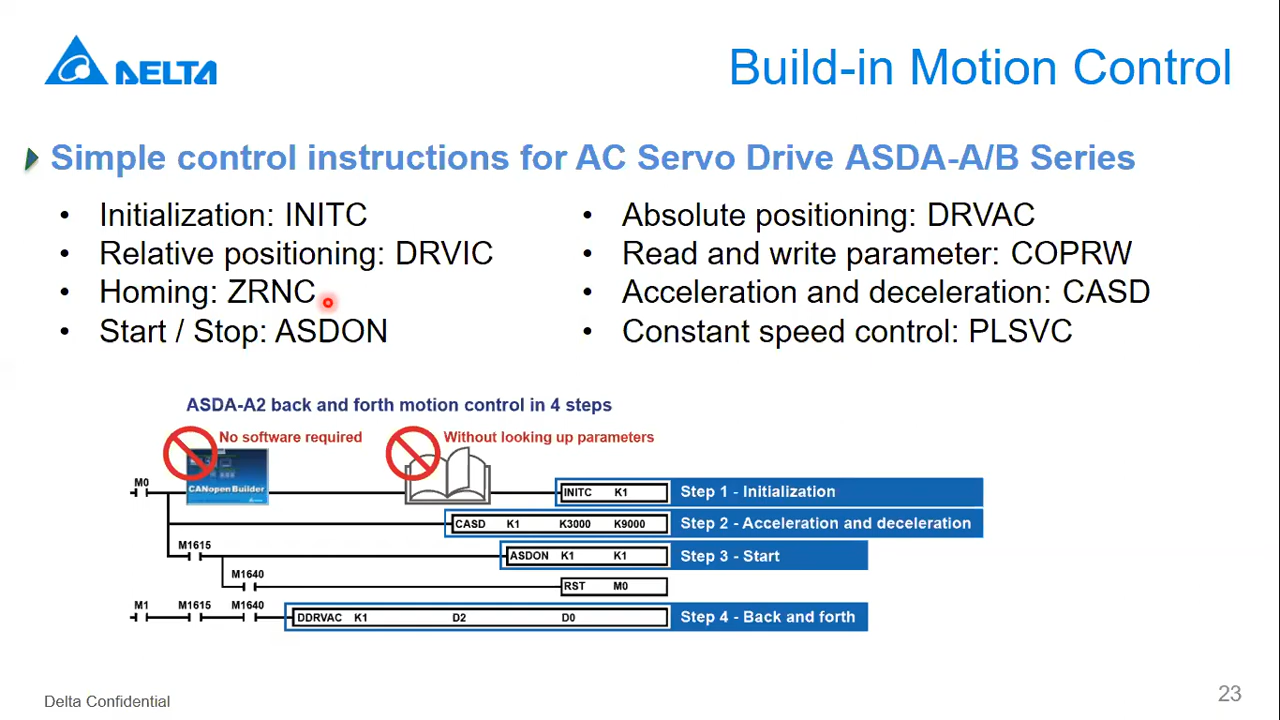 DELTA
Build-in Motion Control
Simple control instructions for AC Servo Drive ASDA-A/B Series
• Initialization: INITC
• Relative positioning: DRVIC
• Homing: ZRNC
• Start / Stop: ASDON
• Absolute positioning: DRVAC
• Read and write parameter: COPRW
• Acceleration and deceleration: CASD
• Constant speed control: PLSVC
ASDA-A2 back and forth motion control in 4 steps
No software required
Without looking up parameters
CANopen Builder
M0
INITC K1
Step 1 - Initialization
CASD K1 K3000 K9000
Step 2 - Acceleration and deceleration
M1615
ASDON K1 K1
Step 3 - Start
M1640
RST M0
M1 M1615 M1640
DDRVAC K1 D2 D0
Step 4 - Back and forth
Delta Confidential
23